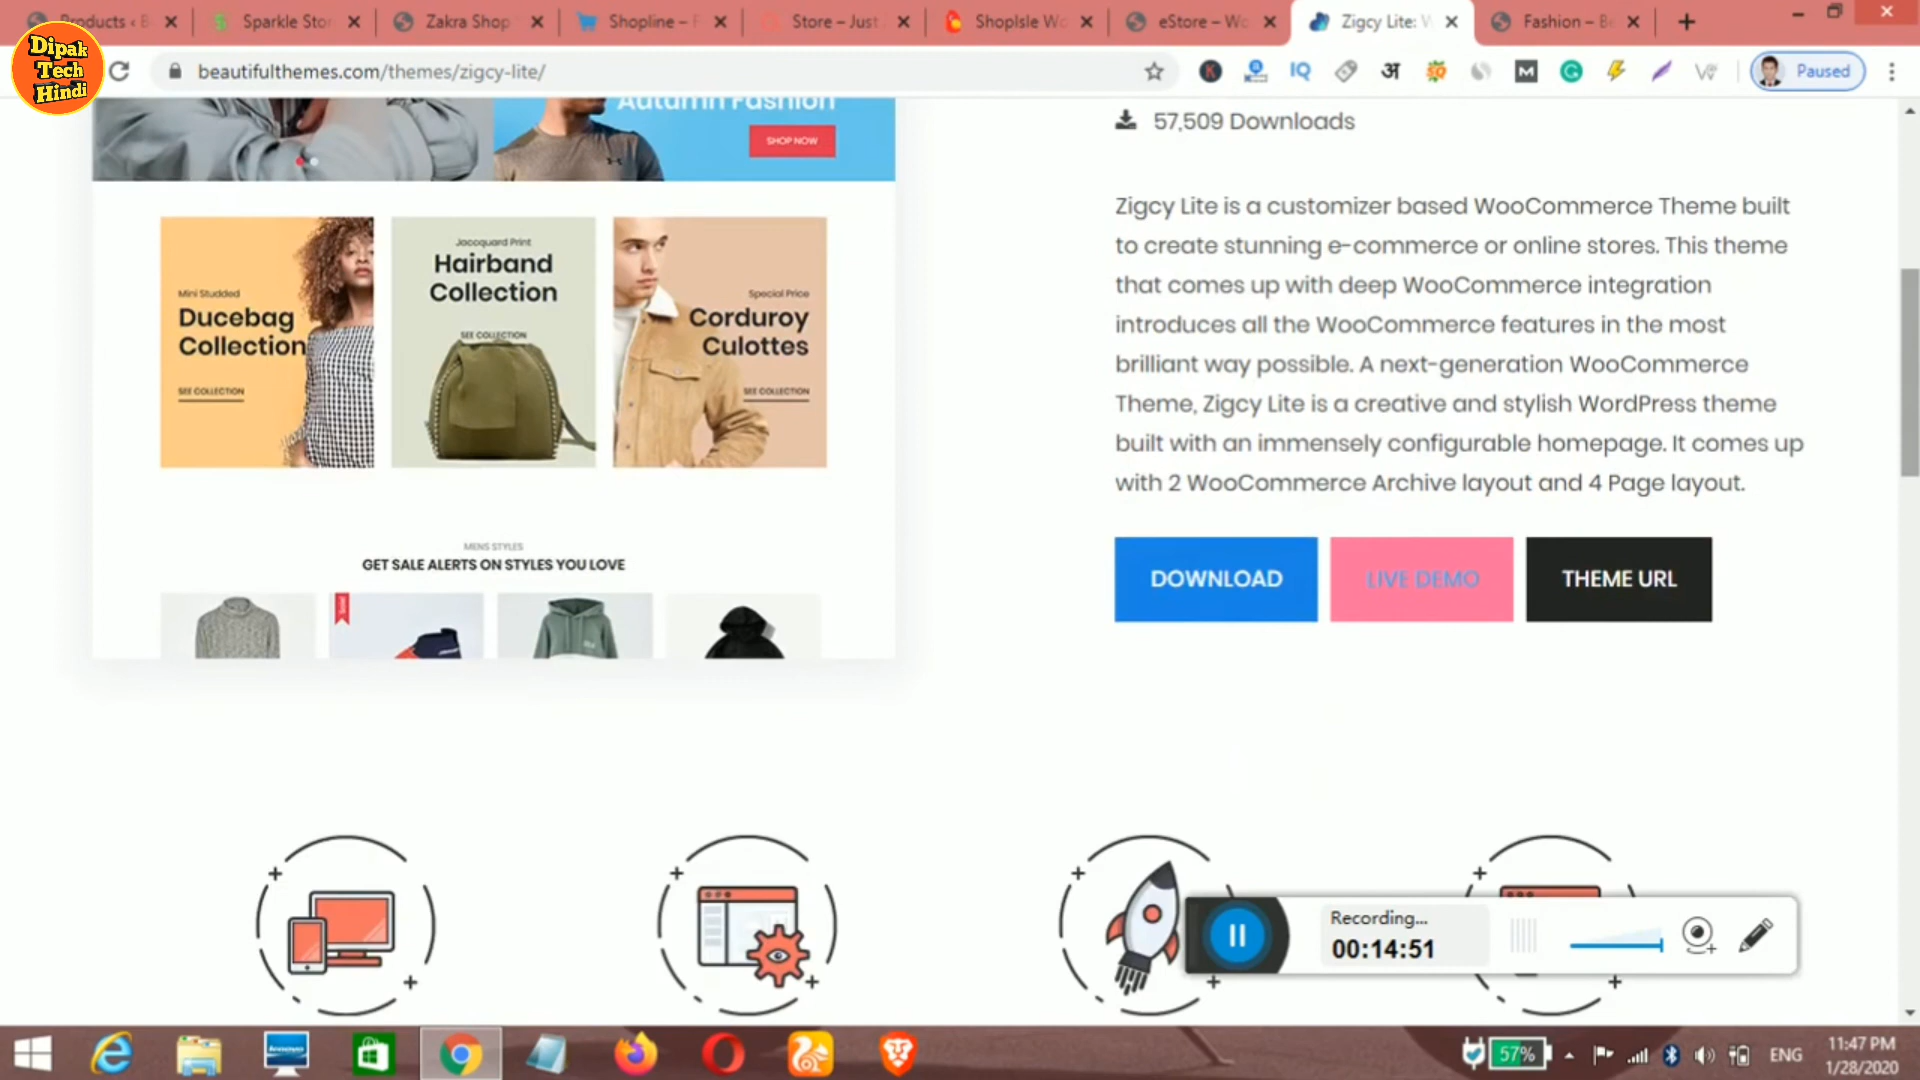 Products ‹ B
Sparkle Stor
Zakra Shop
Shopline – F
Store – Just
ShopIsle Wo
eStore – Wo
Zigcy Lite: W
Fashion – Be
Dipak
Tech
Hindi
beautifulthemes.com/themes/zigcy-lite/
IQ
अ
Paused
Autumn Fashion
SHOP NOW
57,509 Downloads
Zigcy Lite is a customizer based WooCommerce Theme built
to create stunning e-commerce or online stores. This theme
that comes up with deep WooCommerce integration
introduces all the WooCommerce features in the most
brilliant way possible. A next-generation WooCommerce
Theme, Zigcy Lite is a creative and stylish WordPress theme
built with an immensely configurable homepage. It comes up
with 2 WooCommerce Archive layout and 4 Page layout.
Mini Studded
Ducebag
Collection
SEE COLLECTION
Jacoquard Print
Hairband
Collection
SEE COLLECTION
Special Price
Corduroy
Culottes
SEE COLLECTION
MENS STYLES
GET SALE ALERTS ON STYLES YOU LOVE
DOWNLOAD
LIVE DEMO
THEME URL
Recording...
00:14:51
57%
ENG
11:47 PM
1/28/2020